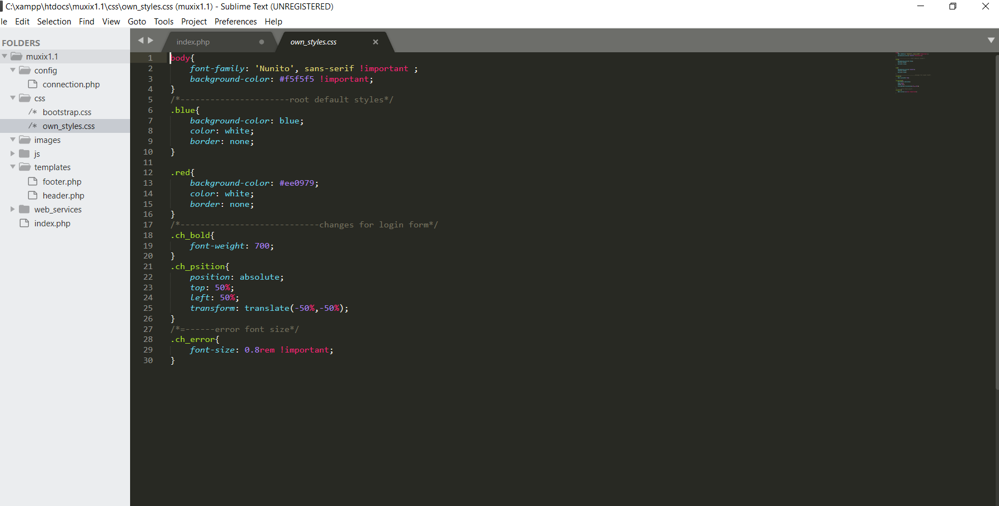 C:\xampp\htdocs\muxix1.1\css\own_styles.css (muxix1.1) - Sublime Text (UNREGISTERED)
le Edit Selection Find View Goto Tools Project Preferences Help
FOLDERS
muxix1.1
config
connection.php
css
/* bootstrap.css
/* own_styles.css
images
js
templates
footer.php
header.php
web_services
index.php
index.php
own_styles.css
1 body{
2     font-family: 'Nunito', sans-serif !important ;
3     background-color: #f5f5f5 !important;
4 }
5 /*----------------------root default styles*/
6 .blue{
7     background-color: blue;
8     color: white;
9     border: none;
10 }
11
12 .red{
13     background-color: #ee0979;
14     color: white;
15     border: none;
16 }
17 /*----------------------------changes for login form*/
18 .ch_bold{
19     font-weight: 700;
20 }
21 .ch_psition{
22     position: absolute;
23     top: 50%;
24     left: 50%;
25     transform: translate(-50%,-50%);
26 }
27 /*=------error font size*/
28 .ch_error{
29     font-size: 0.8rem !important;
30 }